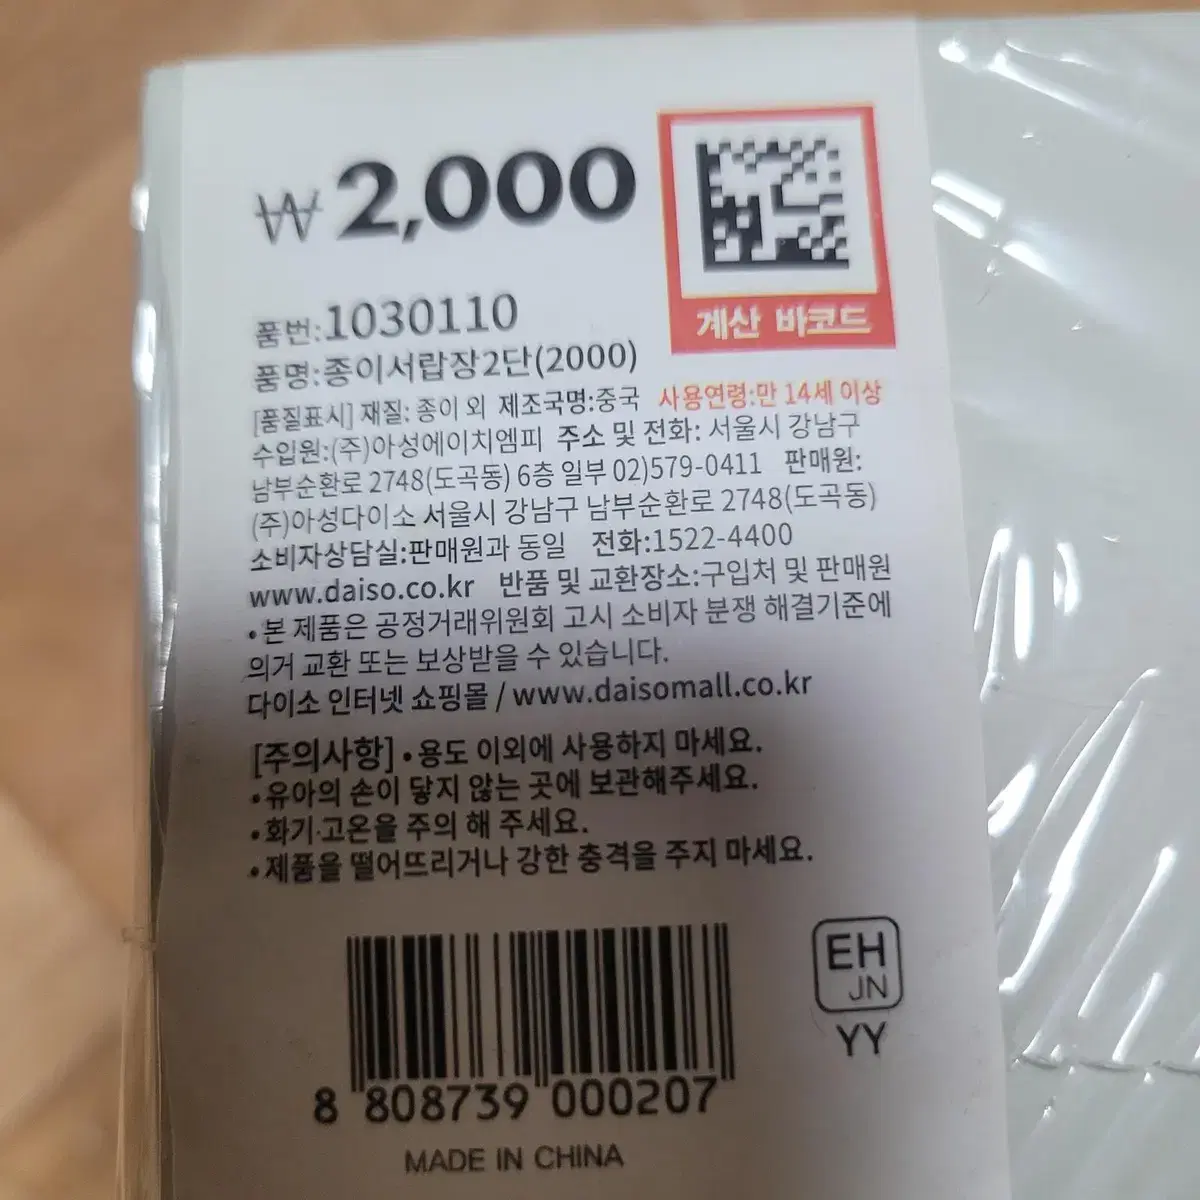 ₩2,000
계산 바코드
품번:1030110
품명:종이서랍장2단(2000)
[품질표시] 재질: 종이 외 제조국명:중국 사용연령:만 14세 이상
수입원:(주)아성에이치엠피 주소 및 전화: 서울시 강남구
남부순환로 2748(도곡동) 6층 일부 02)579-0411 판매원:
(주)아성다이소 서울시 강남구 남부순환로 2748(도곡동)
소비자상담실:판매원과 동일 전화:1522-4400
www.daiso.co.kr 반품 및 교환장소:구입처 및 판매원
•본 제품은 공정거래위원회 고시 소비자 분쟁 해결기준에
의거 교환 또는 보상받을 수 있습니다.
다이소 인터넷 쇼핑몰 / www.daisomall.co.kr
[주의사항] •용도 이외에 사용하지 마세요.
•유아의 손이 닿지 않는 곳에 보관해주세요.
•화기·고온을 주의 해 주세요.
•제품을 떨어뜨리거나 강한 충격을 주지 마세요.
EH
JN
YY
8 808739 000207
MADE IN CHINA